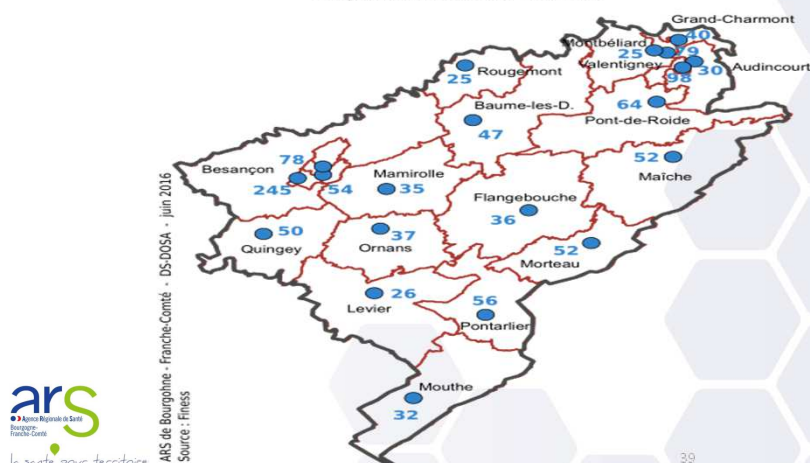 Grand-Charmont
40
Montbéliard
25
79
Valentigney
98
30
Audincourt
25
Rougemont
Baume-les-D.
47
64
Pont-de-Roide
52
Maîche
Besançon
78
245
54
Mamirolle
35
Flangebouche
36
50
Quingey
37
Ornans
52
Morteau
26
Levier
56
Pontarlier
Mouthe
32
ARS de Bourgohne - Franche-Comté - DS-DOSA - juin 2016
Source : Finess
ars
Agence Régionale de Santé
Bourgogne-
Franche-Comté
39